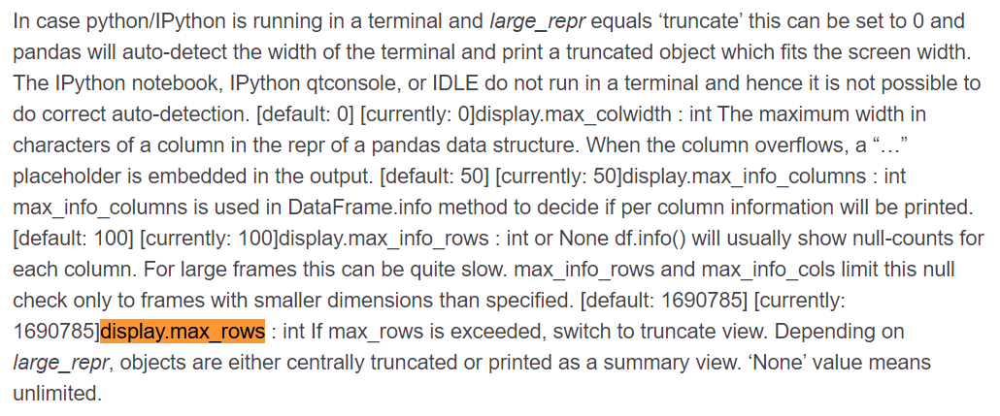 In case python/IPython is running in a terminal and large_repr equals ‘truncate’ this can be set to 0 and
pandas will auto-detect the width of the terminal and print a truncated object which fits the screen width.
The IPython notebook, IPython qtconsole, or IDLE do not run in a terminal and hence it is not possible to
do correct auto-detection. [default: 0] [currently: 0]display.max_colwidth : int The maximum width in
characters of a column in the repr of a pandas data structure. When the column overflows, a “…”
placeholder is embedded in the output. [default: 50] [currently: 50]display.max_info_columns : int
max_info_columns is used in DataFrame.info method to decide if per column information will be printed.
[default: 100] [currently: 100]display.max_info_rows : int or None df.info() will usually show null-counts for
each column. For large frames this can be quite slow. max_info_rows and max_info_cols limit this null
check only to frames with smaller dimensions than specified. [default: 1690785] [currently:
1690785]display.max_rows : int If max_rows is exceeded, switch to truncate view. Depending on
large_repr, objects are either centrally truncated or printed as a summary view. ‘None’ value means
unlimited.